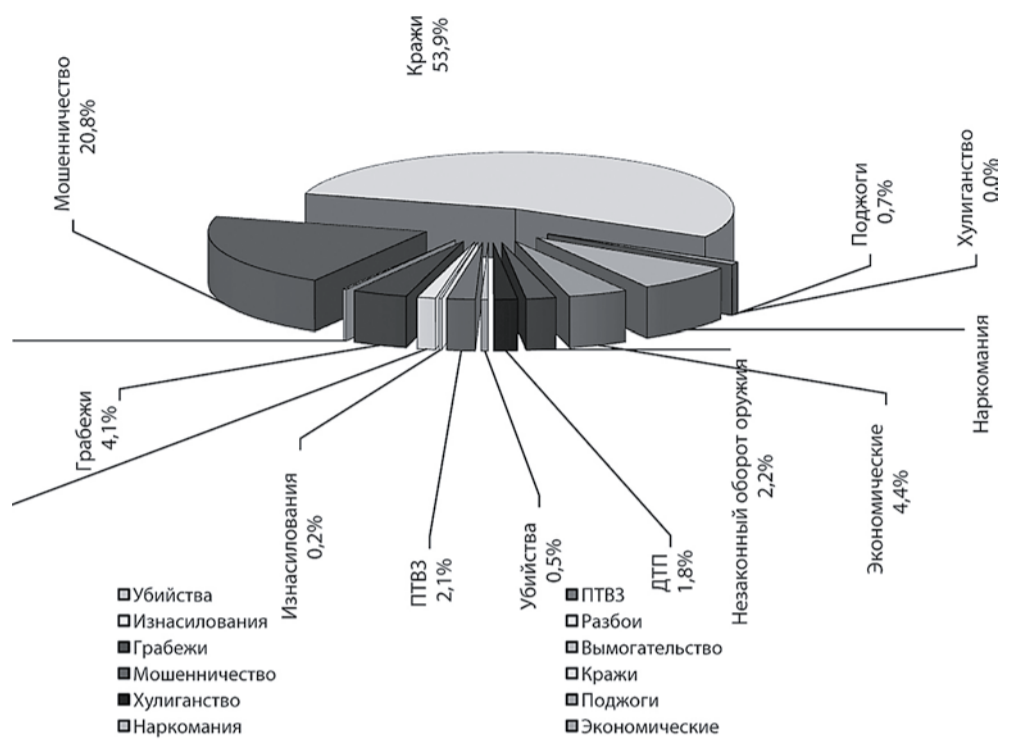 Кражи
53,9%
Мошенничество
20,8%
Поджоги
0,7%
Хулиганство
0,0%
Наркомания
Грабежи
4,1%
Изнасилования
0,2%
ПТВЗ
2,1%
Убийства
0,5%
ДТП
1,8%
Незаконный оборот оружия
2,2%
Экономические
4,4%
Убийства
Изнасилования
Грабежи
Мошенничество
Хулиганство
Наркомания
ПТВЗ
Разбои
Вымогательство
Кражи
Поджоги
Экономические